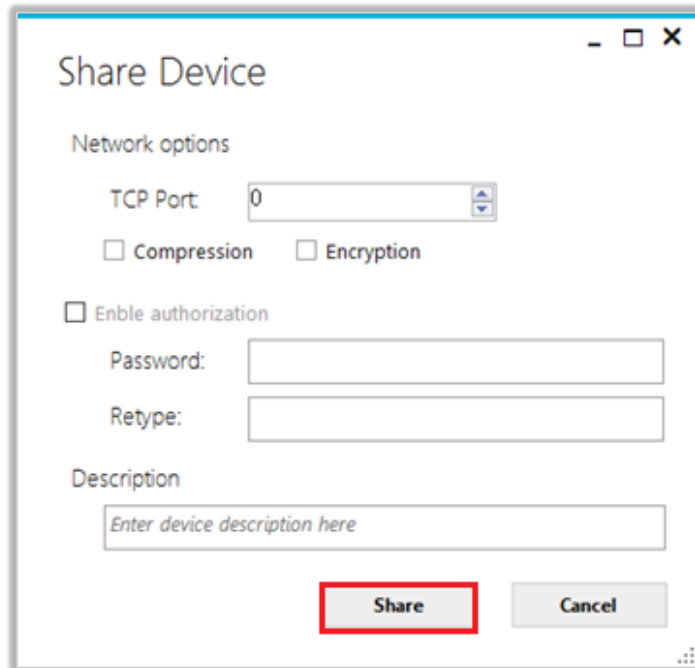 Share Device
Network options
TCP Port: 0
Compression Encryption
Enble authorization
Password:
Retype:
Description
Enter device description here
Share Cancel